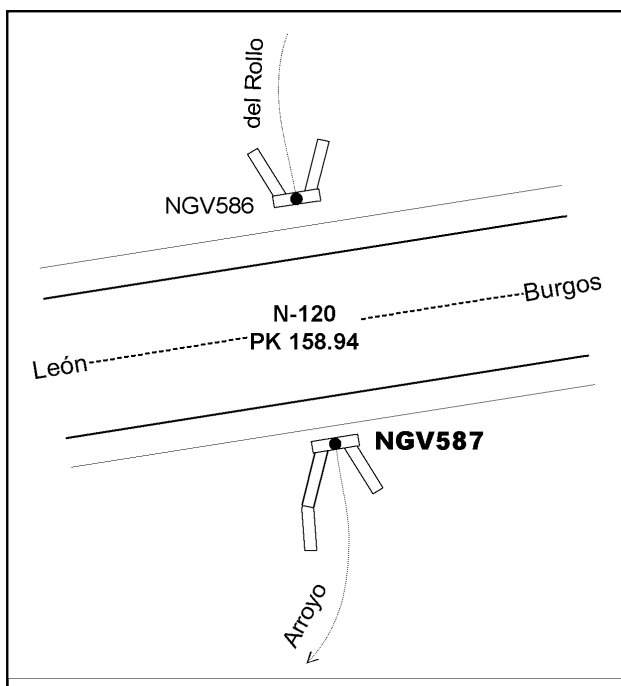 del Rollo
NGV586
Burgos
N-120
PK 158.94
León
NGV587
Arroyo